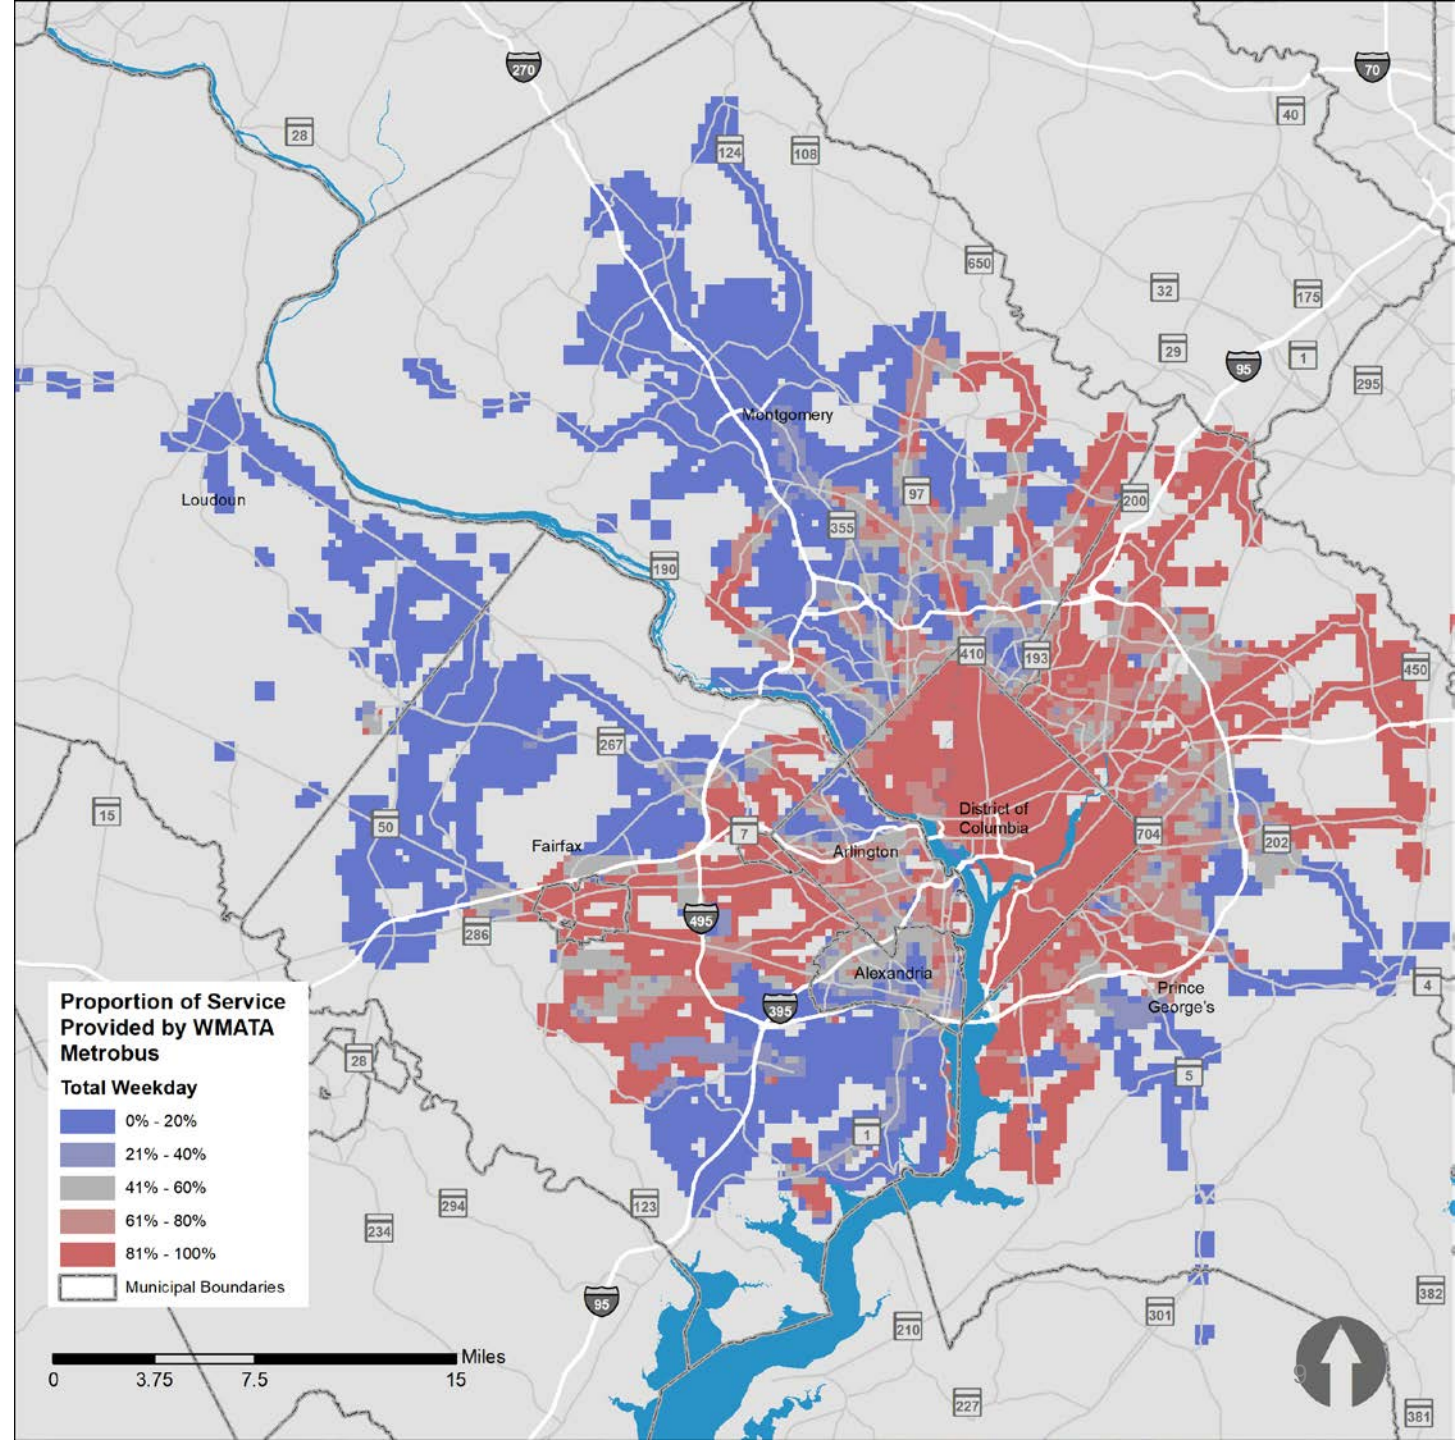 270
70
40
28
124
108
650
32
175
29
1
95
295
Montgomery
Loudoun
97
200
355
190
410
193
450
267
15
50
7
District of
Columbia
704
202
Fairfax
Arlington
286
495
Alexandria
395
Prince
George's
4
5
28
1
294
123
234
95
210
301
382
227
381
9
Proportion of Service
Provided by WMATA
Metrobus
Total Weekday
0% - 20%
21% - 40%
41% - 60%
61% - 80%
81% - 100%
Municipal Boundaries
Miles
0 3.75 7.5 15